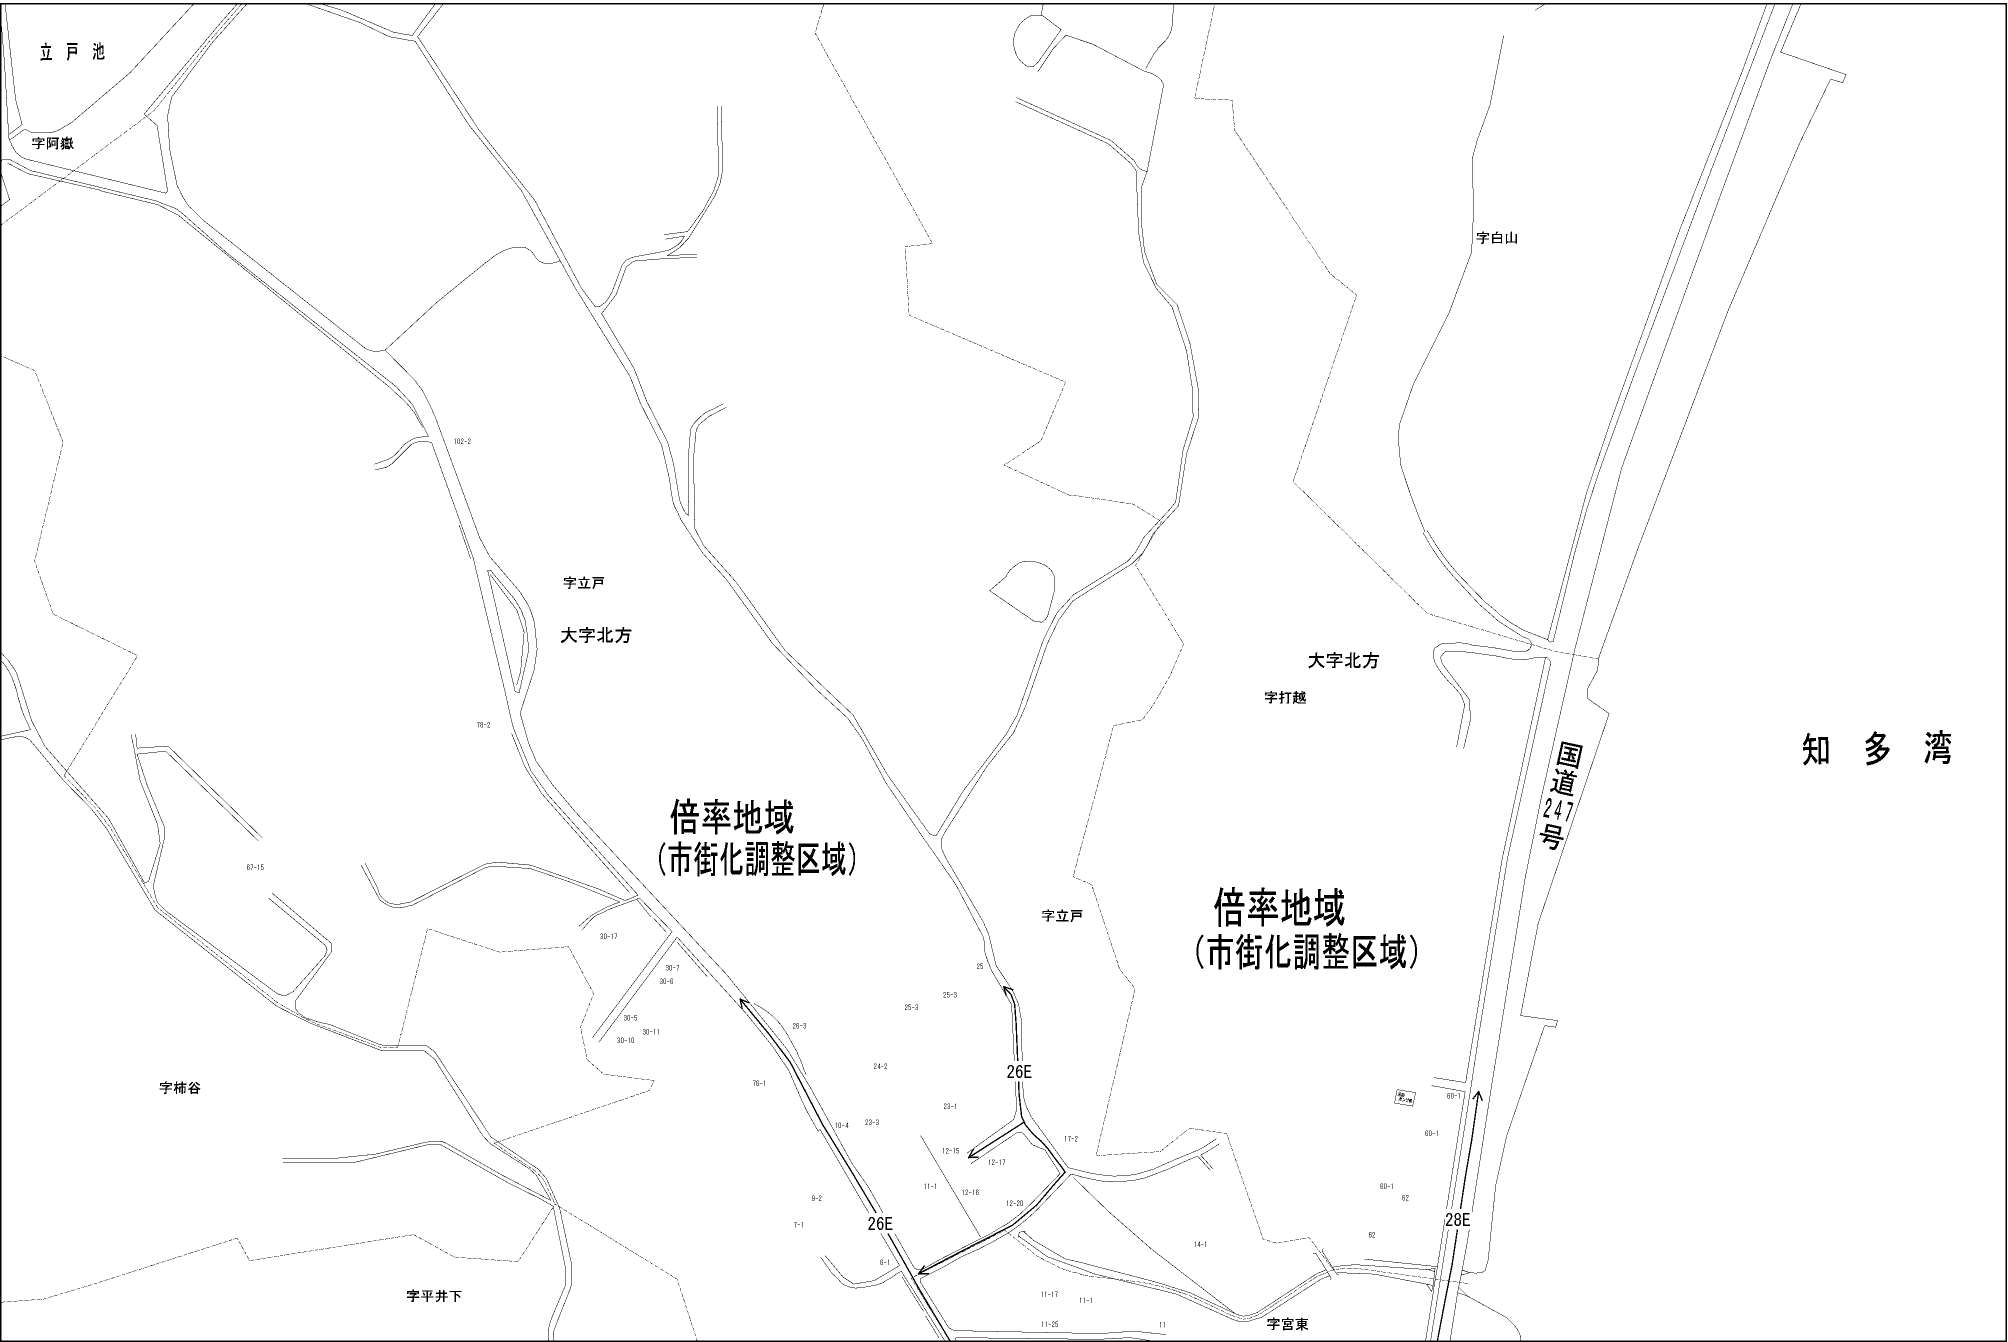 立戸池
字阿嶽
字白山
102-2
字立戸
大字北方
大字北方
字打越
78-2
国道247号
知多湾
倍率地域
(市街化調整区域)
67-15
倍率地域
(市街化調整区域)
字立戸
30-17
30-7
30-6
25
25-3
25-3
30-5
30-11
30-10
26-3
24-2
26E
76-1
字柿谷
60-1
23-1
10-4
23-3
60-1
17-2
12-15
12-17
11-1
12-16
60-1
62
9-2
12-20
7-1
26E
28E
62
14-1
6-1
字平井下
11-17
11-1
11-25
11
字宮東